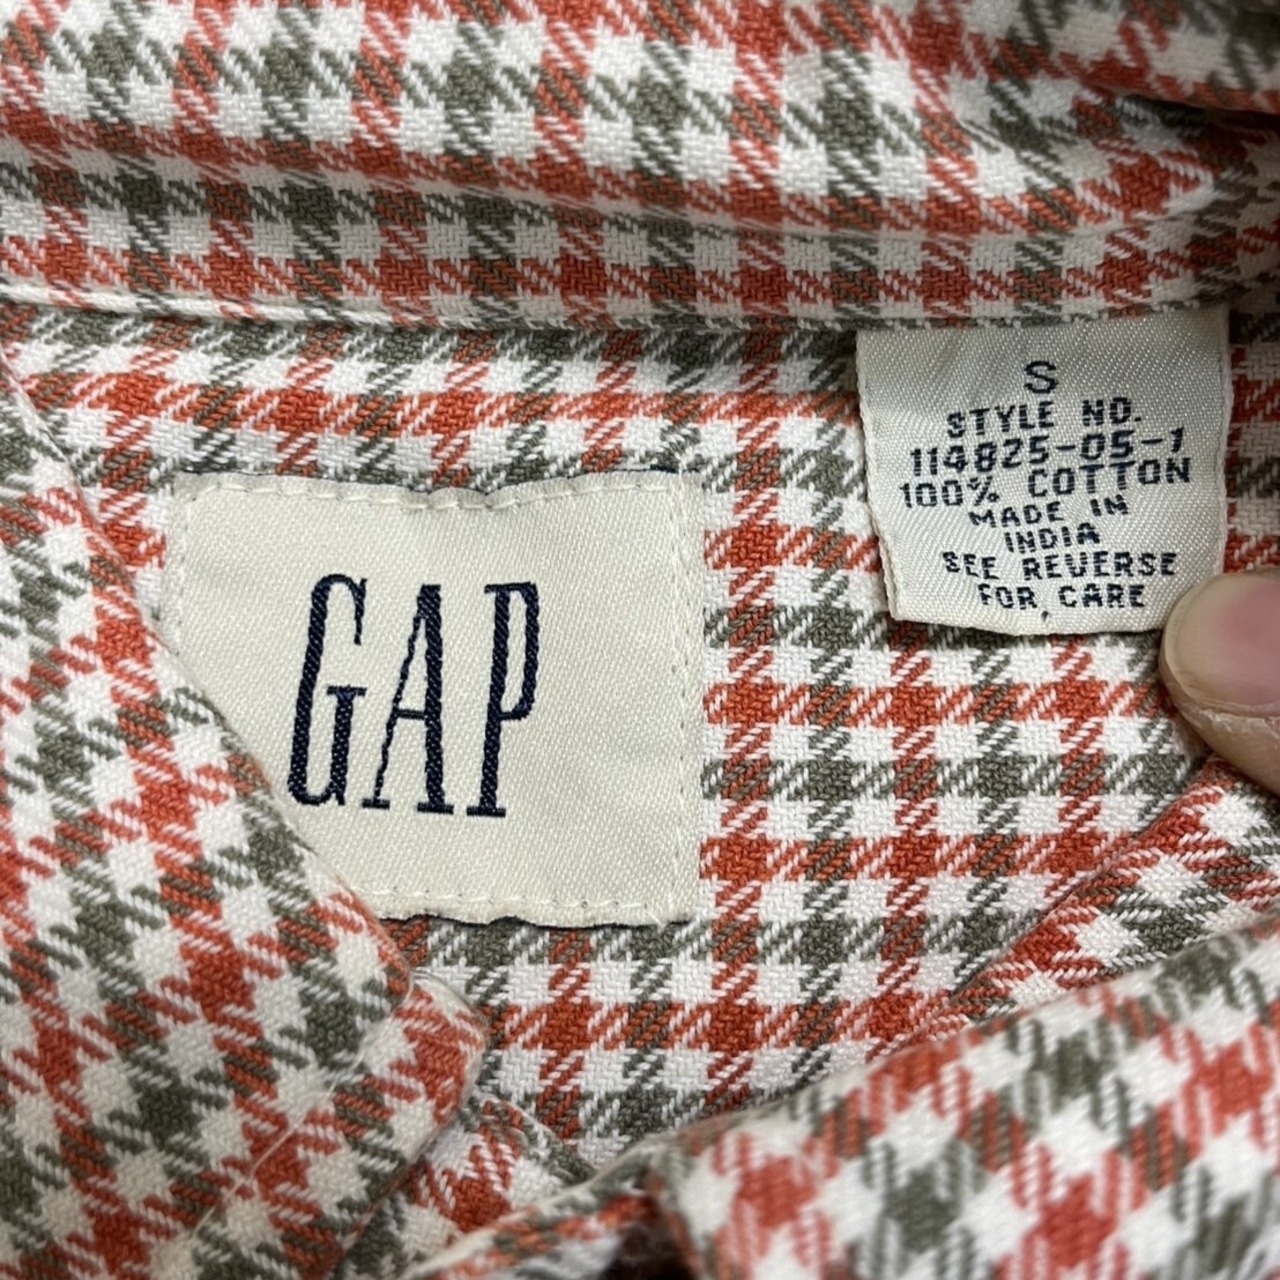 GAP
S
STYLE NO.
114825-05-1
100% COTTON
MADE IN
INDIA
SEE REVERSE
FOR CARE